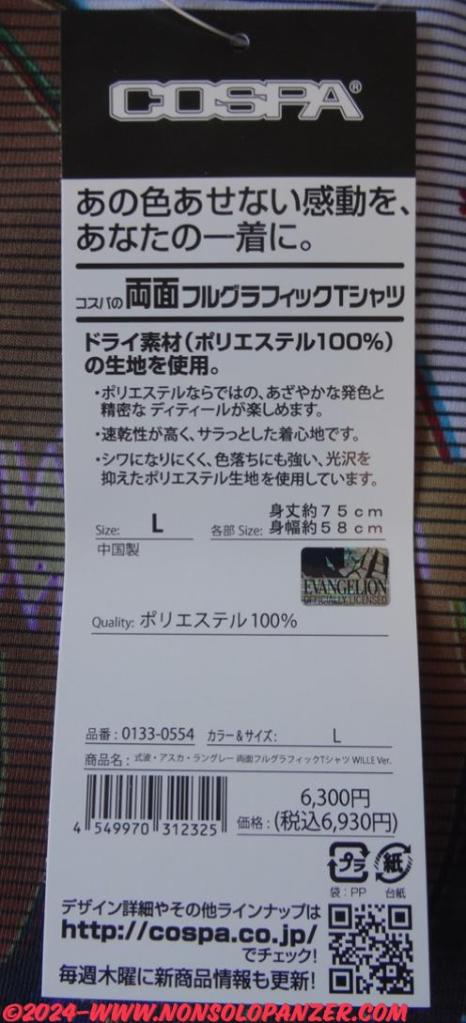 COSPA®
あの色あせない感動を、
あなたの一着に。
コスパの両面フルグラフィックTシャツ
ドライ素材(ポリエステル100%)
の生地を使用。
・ポリエステルならではの、あざやかな発色と
精密な ディティールが楽しめます。
・速乾性が高く、サラっとした着心地です。
・シワになりにくく、色落ちにも強い、光沢を
抑えたポリエステル生地を使用しています。
Size: L 各部 Size: 身丈約75cm
身幅約58cm
中国製
EVANGELION
OFFICIALLY LICENSED
Quality: ポリエステル100%
品番：0133-0554 カラー&サイズ： L
商品名：式波・アスカ・ラングレー 両面フルグラフィックTシャツ WILLE Ver.
4 549970 312325
6,300円
価格：(税込6,930円)
プラ 紙
袋：PP 台紙
デザイン詳細やその他ラインナップは
http://cospa.co.jp/
でチェック!
毎週木曜に新商品情報も更新!
©2024-WWW.NONSOLOPANZER.COM